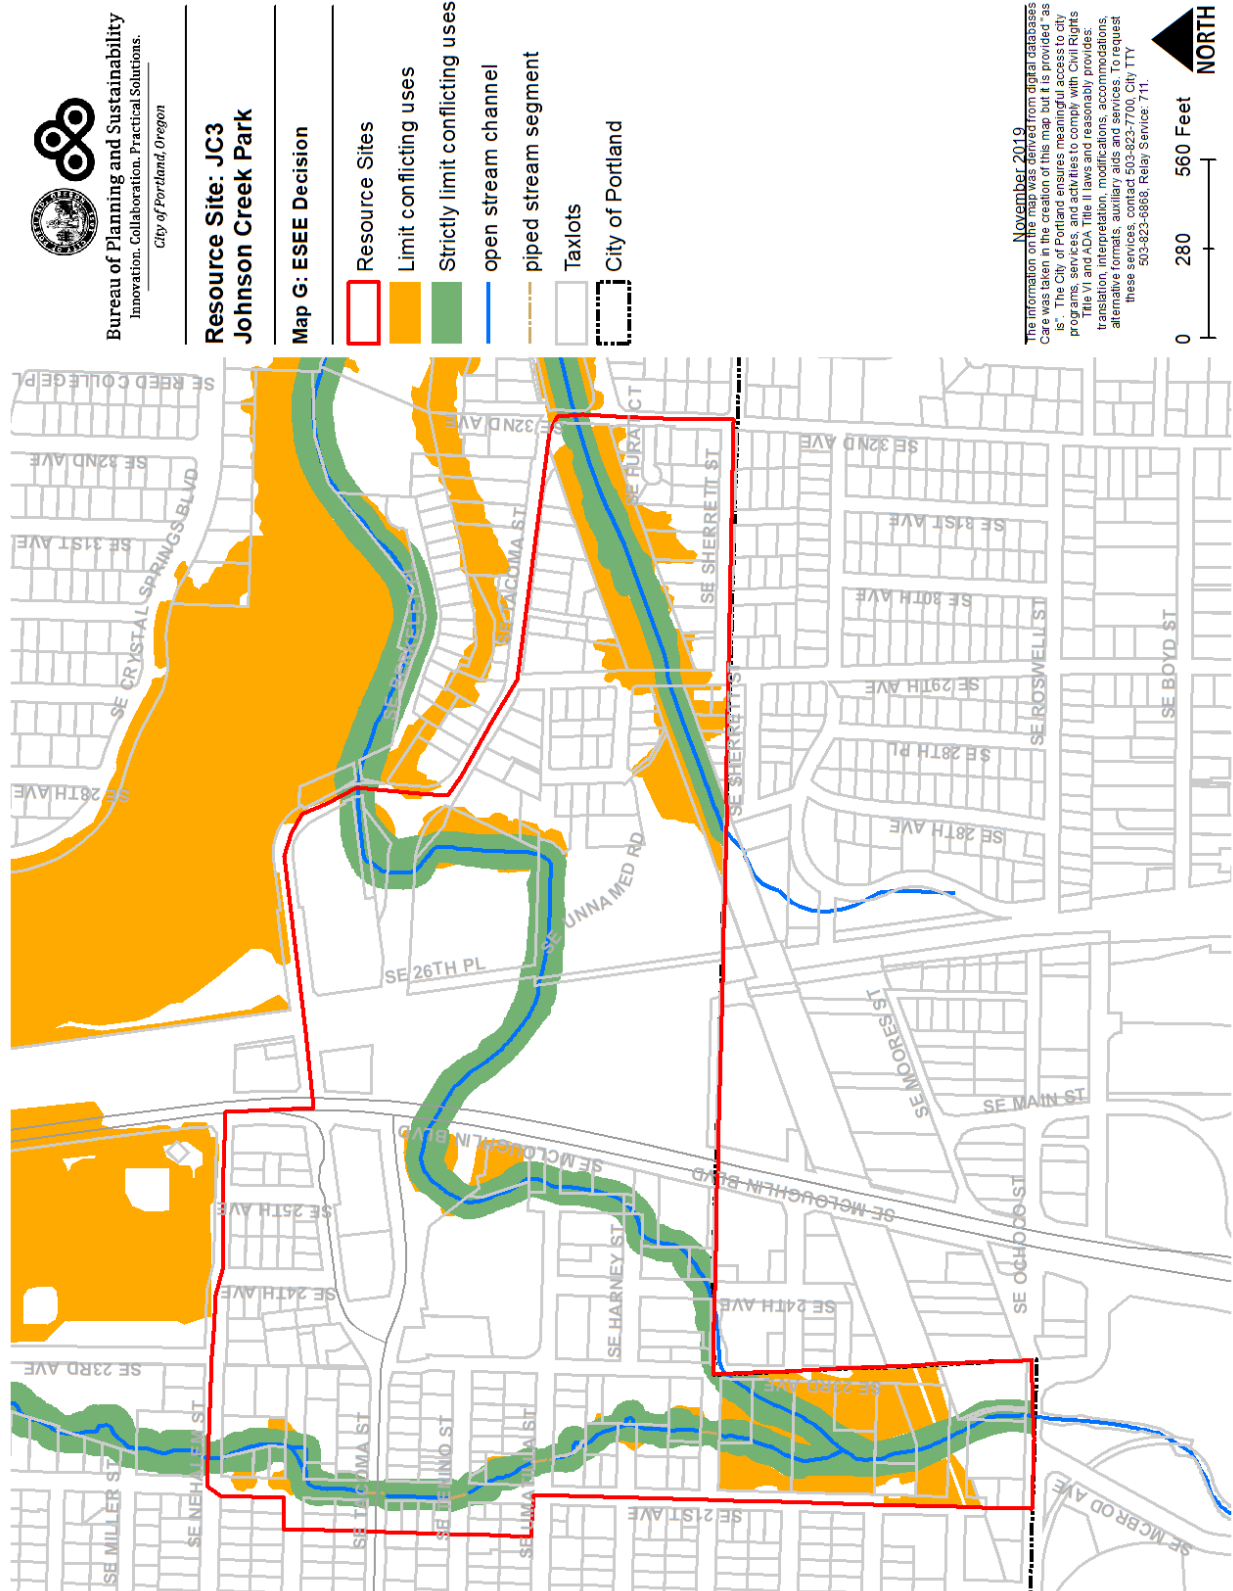 Bureau of Planning and Sustainability
Innovation. Collaboration. Practical Solutions.
City of Portland, Oregon
Resource Site: JC3
Johnson Creek Park
Map G: ESEE Decision
Resource Sites
Limit conflicting uses
Strictly limit conflicting uses
open stream channel
piped stream segment
Taxlots
City of Portland
November 2019
The information on the map was derived from digital databases
Care was taken in the creation of this map but it is provided "as
is". The City of Portland ensures meaningful access to city
programs, services, and activities to comply with Civil Rights
Title VI and ADA Title II laws and reasonably provides:
translation, interpretation, modifications, accommodations,
alternative formats, auxiliary aids and services. To request
these services, contact 503-823-7700, City TTY
503-823-6868, Relay Service: 711.
0 280 560 Feet
NORTH
SE REED COLLEGE PL
SE 32ND AVE
SE 31ST AVE
SE CRYSTAL SPRINGS BLVD
SE 28TH AVE
SE 32ND AVE
SE TACOMA ST
SE SHERRETT ST
SE 32ND AVE
SE 31ST AVE
SE 30TH AVE
SE 29TH AVE
SE 28TH PL
SE 28TH AVE
SE ROSWELL ST
SE BOYD ST
SE SHERRETT ST
SE UNNAMED RD
SE 26TH PL
SE MOORES ST
SE MAIN ST
SE MCLOUGHLIN BLVD
SE MCLOUGHLIN BLVD
SE MCLOUGHLIN BLVD
SE 25TH AVE
SE 24TH AVE
SE HARNEY ST
SE 24TH AVE
SE OCHOCO ST
SE 23RD AVE
SE 23RD AVE
SE MILLER ST
SE NEHALEM ST
SE TACOMA ST
SE TENINO ST
SE UMATILLA ST
SE 21ST AVE
SE MCBROD AVE